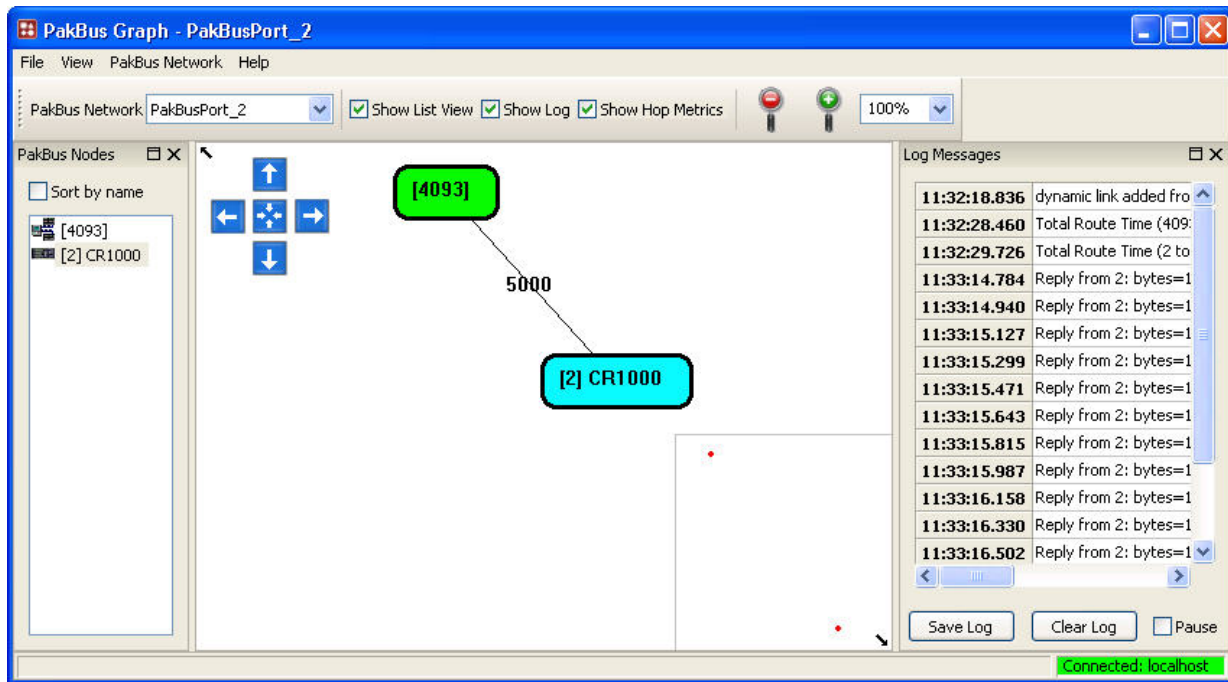 PakBus Graph - PakBusPort_2
File View PakBus Network Help
PakBus Network PakBusPort_2 Show List View Show Log Show Hop Metrics 100%
PakBus Nodes
Sort by name
[4093]
[2] CR1000
[4093]
5000
[2] CR1000
Log Messages
11:32:18.836 dynamic link added fro
11:32:28.460 Total Route Time (409
11:32:29.726 Total Route Time (2 to
11:33:14.784 Reply from 2: bytes=1
11:33:14.940 Reply from 2: bytes=1
11:33:15.127 Reply from 2: bytes=1
11:33:15.299 Reply from 2: bytes=1
11:33:15.471 Reply from 2: bytes=1
11:33:15.643 Reply from 2: bytes=1
11:33:15.815 Reply from 2: bytes=1
11:33:15.987 Reply from 2: bytes=1
11:33:16.158 Reply from 2: bytes=1
11:33:16.330 Reply from 2: bytes=1
11:33:16.502 Reply from 2: bytes=1
Save Log Clear Log Pause
Connected: localhost